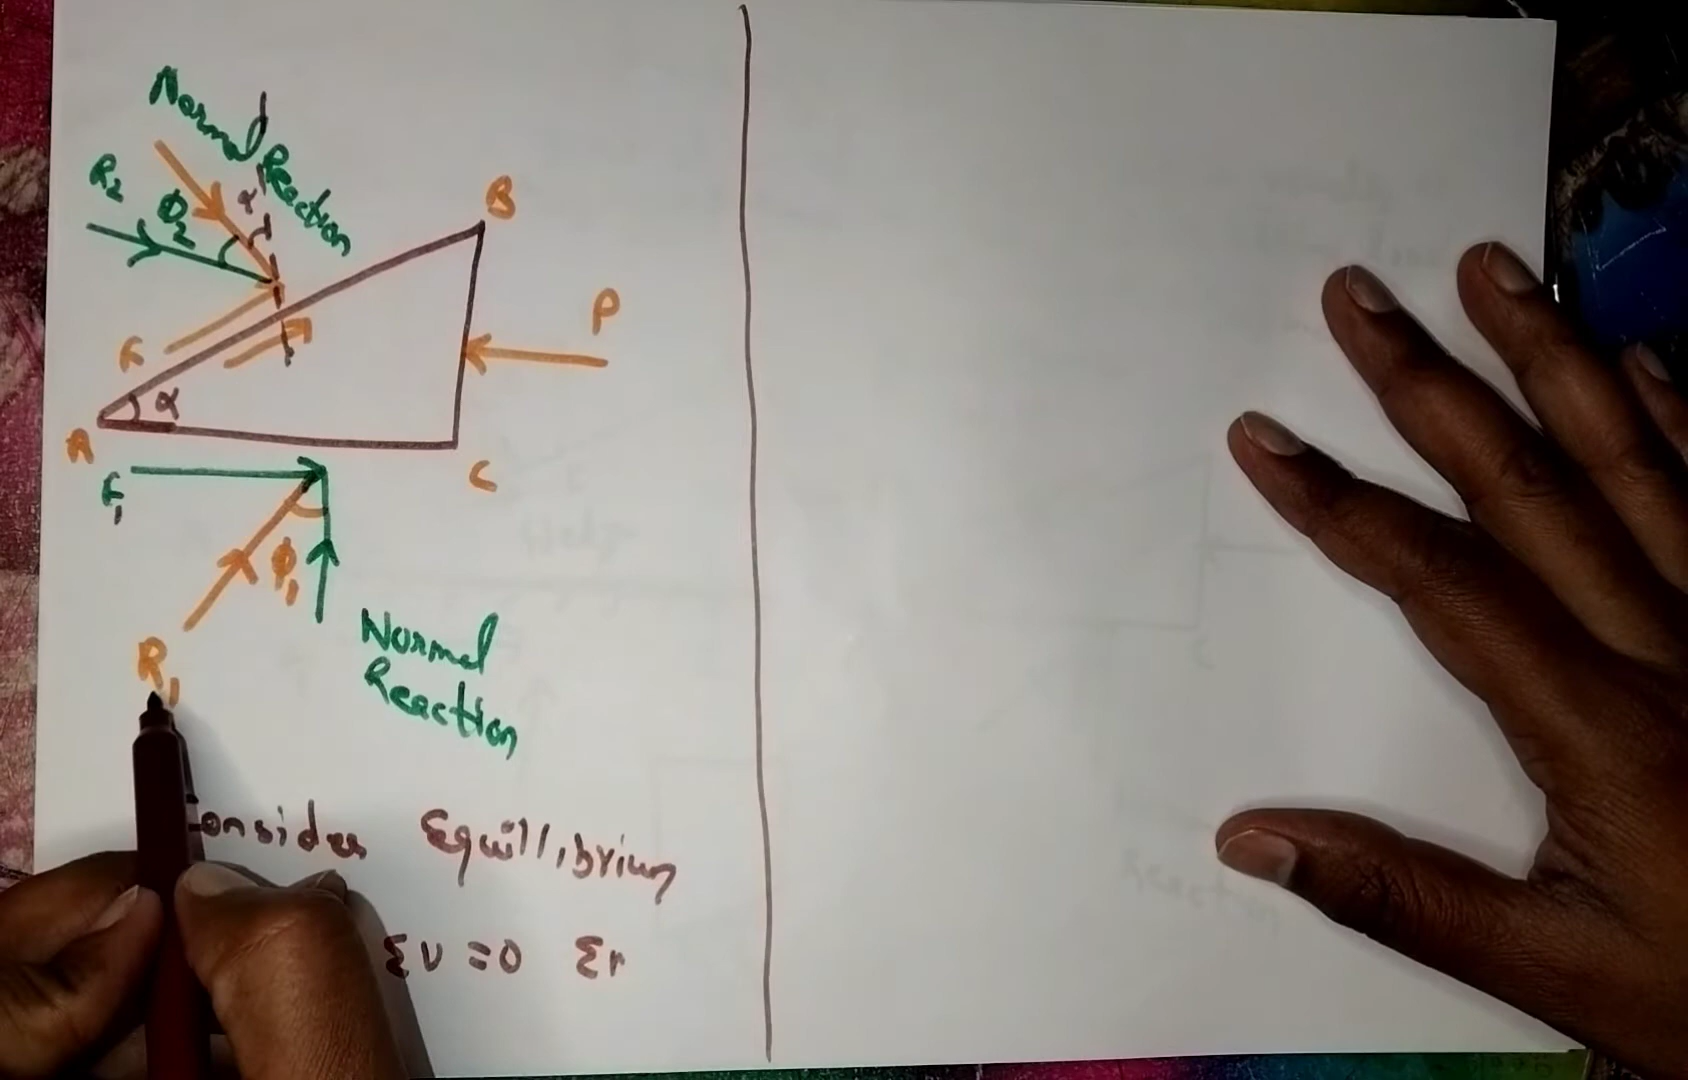 Normal Reaction
R2
Φ2
α
B
P
F
α
A
C
F1
Φ1
R1
Normal
Reaction
Consider Equillibrium
Σv=0 Σ